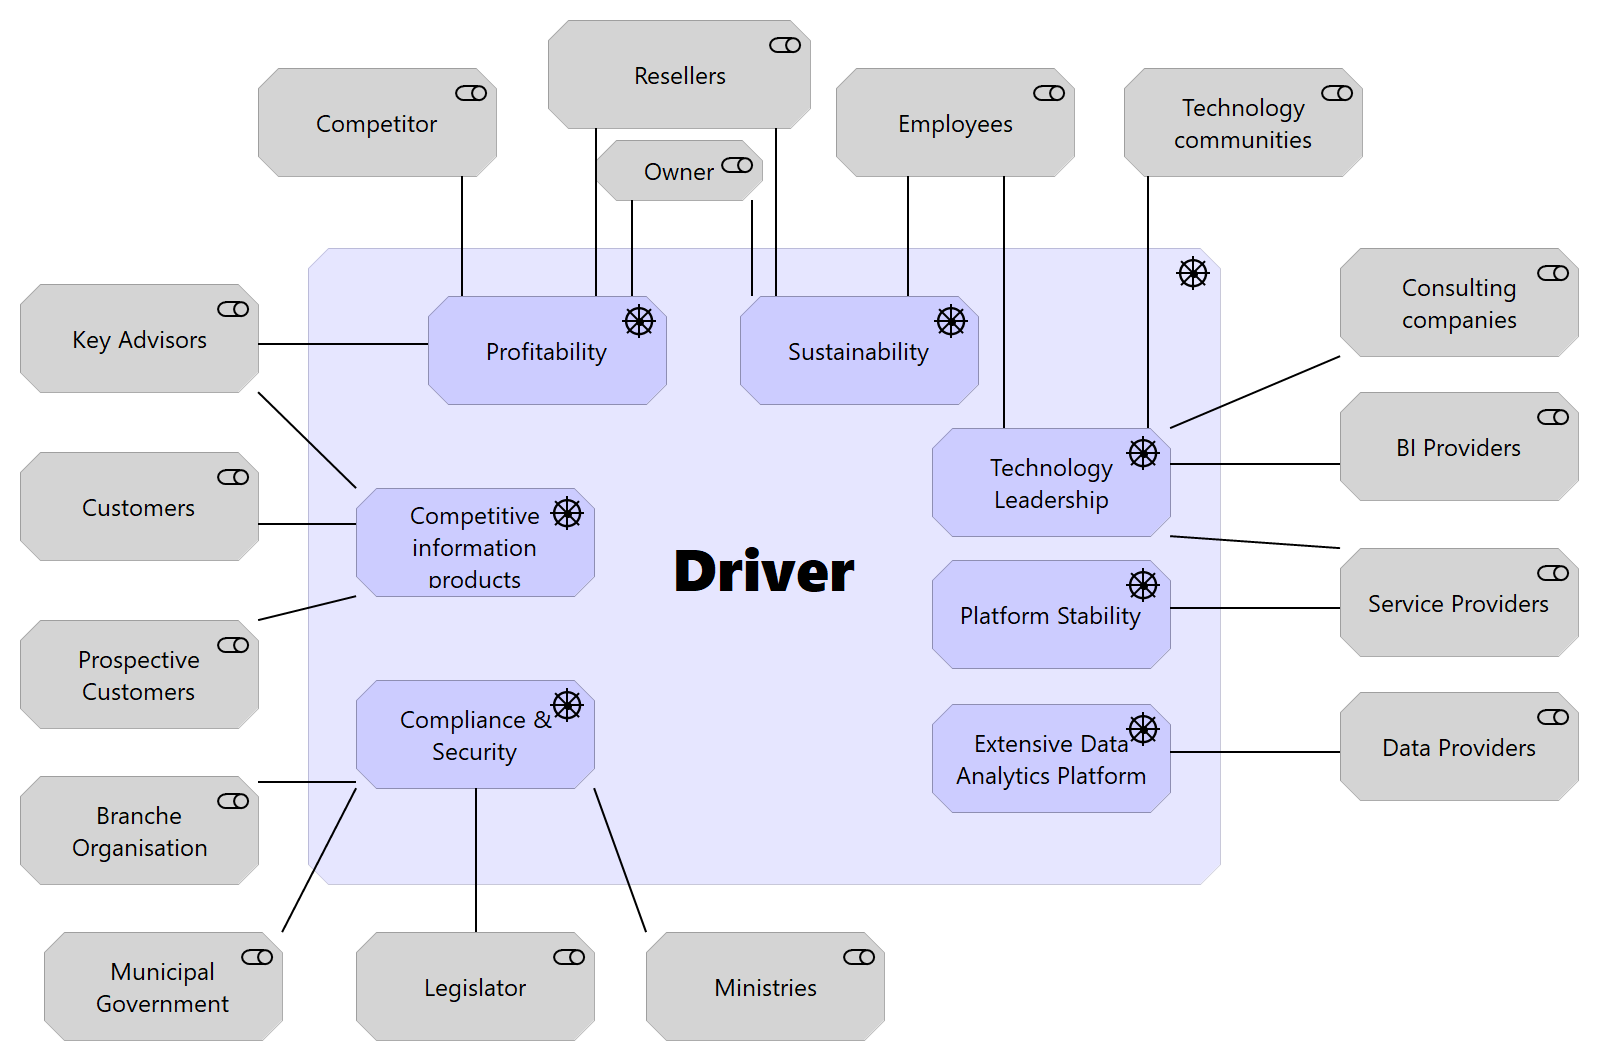 Resellers
Competitor
Employees
Technology
communities
Owner
Key Advisors
Profitability
Sustainability
Consulting
companies
Technology
Leadership
BI Providers
Customers
Competitive
information
products
Driver
Platform Stability
Service Providers
Prospective
Customers
Compliance &
Security
Extensive Data
Analytics Platform
Data Providers
Branche
Organisation
Municipal
Government
Legislator
Ministries